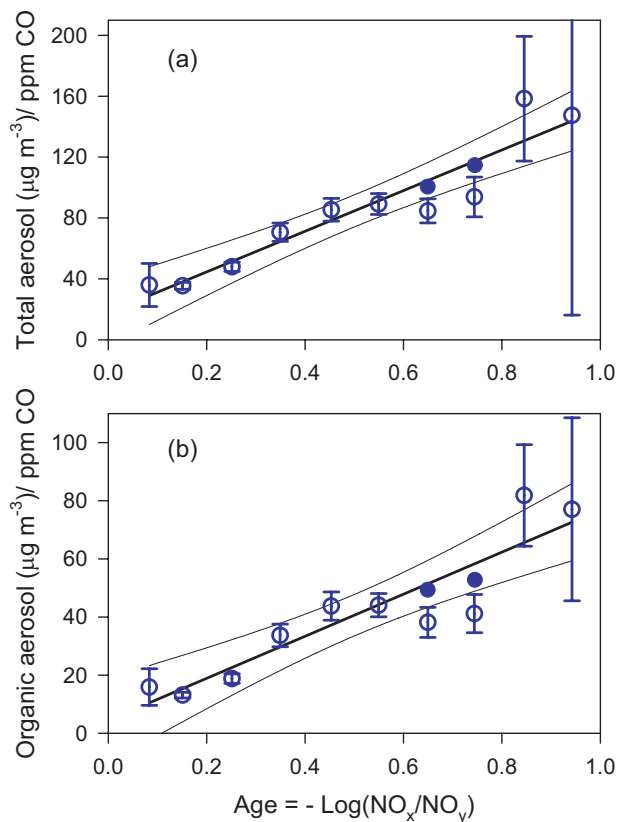 Total aerosol (μg m⁻³)/ ppm CO
200
160
120
80
40
0
(a)
0.0 0.2 0.4 0.6 0.8 1.0
Organic aerosol (μg m⁻³)/ ppm CO
100
80
60
40
20
0
(b)
0.0 0.2 0.4 0.6 0.8 1.0
Age = - Log(NOₓ/NOᵧ)